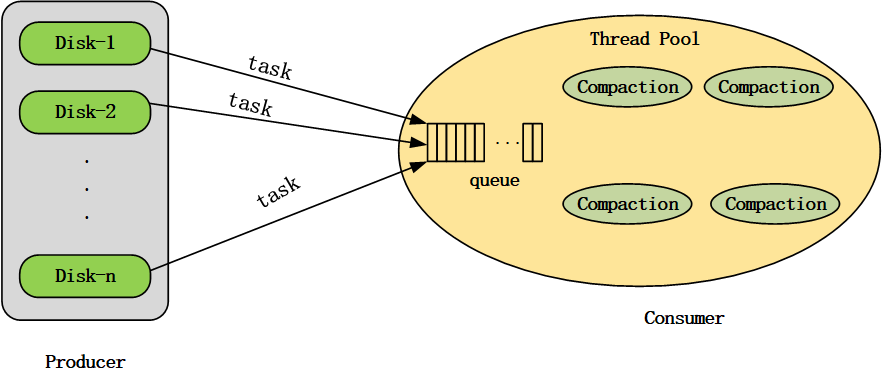 Disk-1
Disk-2
.
.
.
Disk-n
Producer
task
task
task
Thread Pool
Compaction
Compaction
...
queue
Compaction
Compaction
Consumer